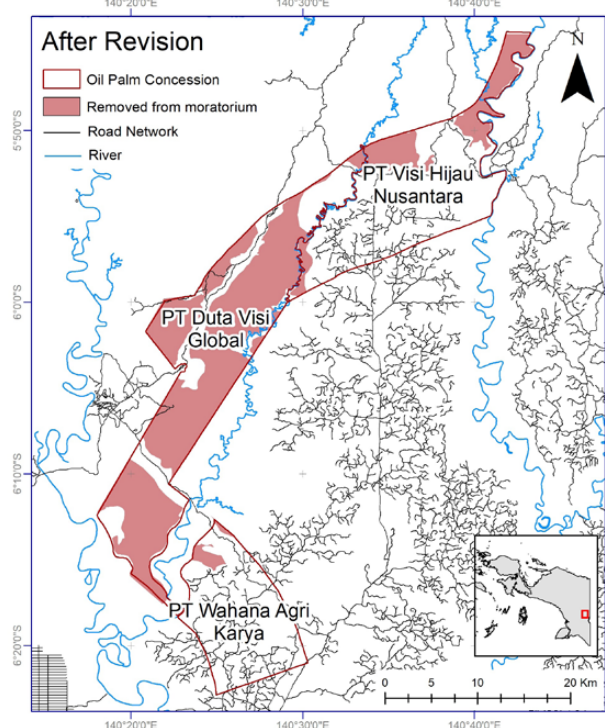 140°20'0"E 140°30'0"E 140°40'0"E
After Revision
N
Oil Palm Concession
Removed from moratorium
Road Network
River
5°50'0"S
PT Visi Hijau
Nusantara
6°0'0"S
PT Duta Visi
Global
6°10'0"S
PT Wahana Agri
Karya
6°20'0"S
0 5 10 20 Km
140°20'0"E 140°30'0"E 140°40'0"E